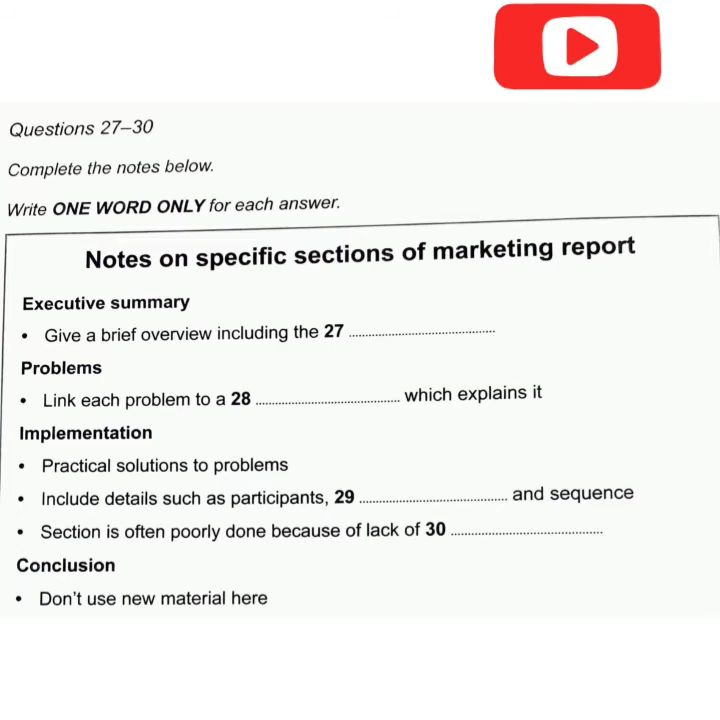 Questions 27–30
Complete the notes below.
Write ONE WORD ONLY for each answer.
Notes on specific sections of marketing report
Executive summary
• Give a brief overview including the 27 ........................................
Problems
• Link each problem to a 28 ........................................ which explains it
Implementation
• Practical solutions to problems
• Include details such as participants, 29 ........................................ and sequence
• Section is often poorly done because of lack of 30 ........................................
Conclusion
• Don't use new material here